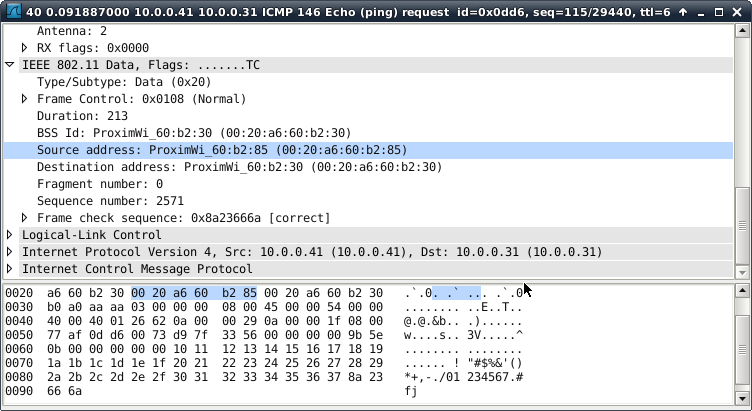 40 0.091887000 10.0.0.41 10.0.0.31 ICMP 146 Echo (ping) request id=0x0dd6, seq=115/29440, ttl=6
Antenna: 2
RX flags: 0x0000
IEEE 802.11 Data, Flags: .......TC
Type/Subtype: Data (0x20)
Frame Control: 0x0108 (Normal)
Duration: 213
BSS Id: ProximWi_60:b2:30 (00:20:a6:60:b2:30)
Source address: ProximWi_60:b2:85 (00:20:a6:60:b2:85)
Destination address: ProximWi_60:b2:30 (00:20:a6:60:b2:30)
Fragment number: 0
Sequence number: 2571
Frame check sequence: 0x8a23666a [correct]
Logical-Link Control
Internet Protocol Version 4, Src: 10.0.0.41 (10.0.0.41), Dst: 10.0.0.31 (10.0.0.31)
Internet Control Message Protocol
0020 a6 60 b2 30 00 20 a6 60 b2 85 00 20 a6 60 b2 30 .`.0. .` ... .`.0
0030 b0 a0 aa aa 03 00 00 00 08 00 45 00 00 54 00 00 ........ ..E..T..
0040 40 00 40 01 26 62 0a 00 00 29 0a 00 00 1f 08 00 @.@.&b.. .)......
0050 77 af 0d d6 00 73 d9 7f 33 56 00 00 00 00 9b 5e w....s.. 3V.....^
0060 0b 00 00 00 00 00 10 11 12 13 14 15 16 17 18 19 ........ ........
0070 1a 1b 1c 1d 1e 1f 20 21 22 23 24 25 26 27 28 29 ...... ! "#$%&'()
0080 2a 2b 2c 2d 2e 2f 30 31 32 33 34 35 36 37 8a 23 *+,-./01 234567.#
0090 66 6a fj